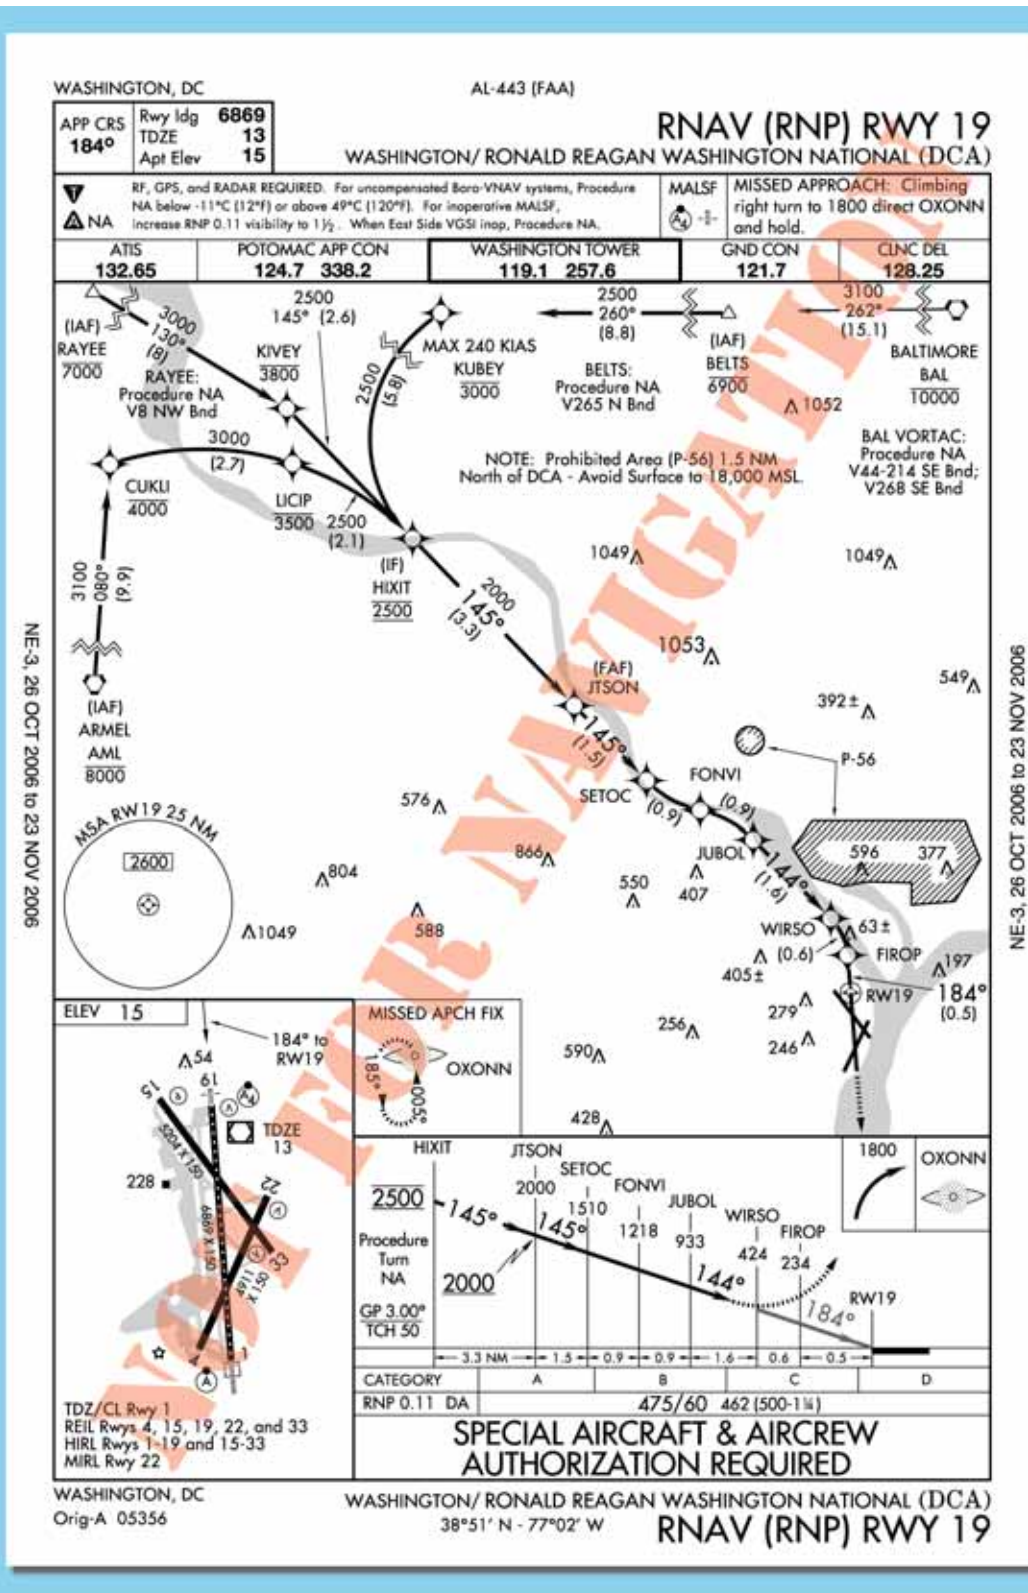 WASHINGTON, DC
AL-443 (FAA)
APP CRS
184°
Rwy ldg 6869
TDZE 13
Apt Elev 15
RNAV (RNP) RWY 19
WASHINGTON/ RONALD REAGAN WASHINGTON NATIONAL (DCA)
T
A NA
RF, GPS, and RADAR REQUIRED. For uncompensated Baro-VNAV systems, Procedure
NA below -11°C (12°F) or above 49°C (120°F). For inoperative MALSF,
increase RNP 0.11 visibility to 1½. When East Side VGSI inop, Procedure NA.
MALSF
A4
MISSED APPROACH: Climbing
right turn to 1800 direct OXONN
and hold.
ATIS
132.65
POTOMAC APP CON
124.7 338.2
WASHINGTON TOWER
119.1 257.6
GND CON
121.7
CLNC DEL
128.25
(IAF)
RAYEE
7000
3000
130°
(8)
RAYEE:
Procedure NA
V8 NW Bnd
2500
145° (2.6)
KIVEY
3800
MAX 240 KIAS
KUBEY
3000
2500
(5.8)
2500
260°
(8.8)
BELTS:
Procedure NA
V265 N Bnd
(IAF)
BELTS
6900
3100
262°
(15.1)
BALTIMORE
BAL
10000
1052
BAL VORTAC:
Procedure NA
V44-214 SE Bnd;
V268 SE Bnd
NOTE: Prohibited Area (P-56) 1.5 NM
North of DCA - Avoid Surface to 18,000 MSL.
3000
(2.7)
CUKLI
4000
LICIP
3500
2500
(2.1)
(IF)
HIXIT
2500
3100
080°
(9.9)
(IAF)
ARMEL
AML
8000
2000
145°
(3.3)
1049
1049
1053
549
392±
(FAF)
JTSON
145°
(1.5)
P-56
SETOC
FONVI
(0.9)
(0.9)
JUBOL
144°
(1.6)
596
377
576
866
804
550
407
588
1049
WIRSO
63±
(0.6)
FIROP
405±
197
RW19
184°
(0.5)
279
256
246
590
428
MSA RW19 25 NM
2600
NE-3, 26 OCT 2006 to 23 NOV 2006
NE-3, 26 OCT 2006 to 23 NOV 2006
NOT FOR NAVIGATION
ELEV 15
184° to
RW19
54
15
19
TDZE
13
5204 X 150
228
22
6869 X 150
33
4911
X 150
4
1
A
TDZ/CL Rwy 1
REIL Rwys 4, 15, 19, 22, and 33
HIRL Rwys 1-19 and 15-33
MIRL Rwy 22
MISSED APCH FIX
OXONN
185°
005°
HIXIT
JTSON
SETOC
FONVI
JUBOL
WIRSO
FIROP
RW19
1800
OXONN
2500
2000
1510
1218
933
424
234
145°
145°
144°
184°
Procedure
Turn
NA
2000
GP 3.00°
TCH 50
3.3 NM 1.5 0.9 0.9 1.6 0.6 0.5
CATEGORY A B C D
RNP 0.11 DA 475/60 462 (500-1¼)
SPECIAL AIRCRAFT & AIRCREW
AUTHORIZATION REQUIRED
WASHINGTON, DC
Orig-A 05356
WASHINGTON/ RONALD REAGAN WASHINGTON NATIONAL (DCA)
38°51' N - 77°02' W
RNAV (RNP) RWY 19